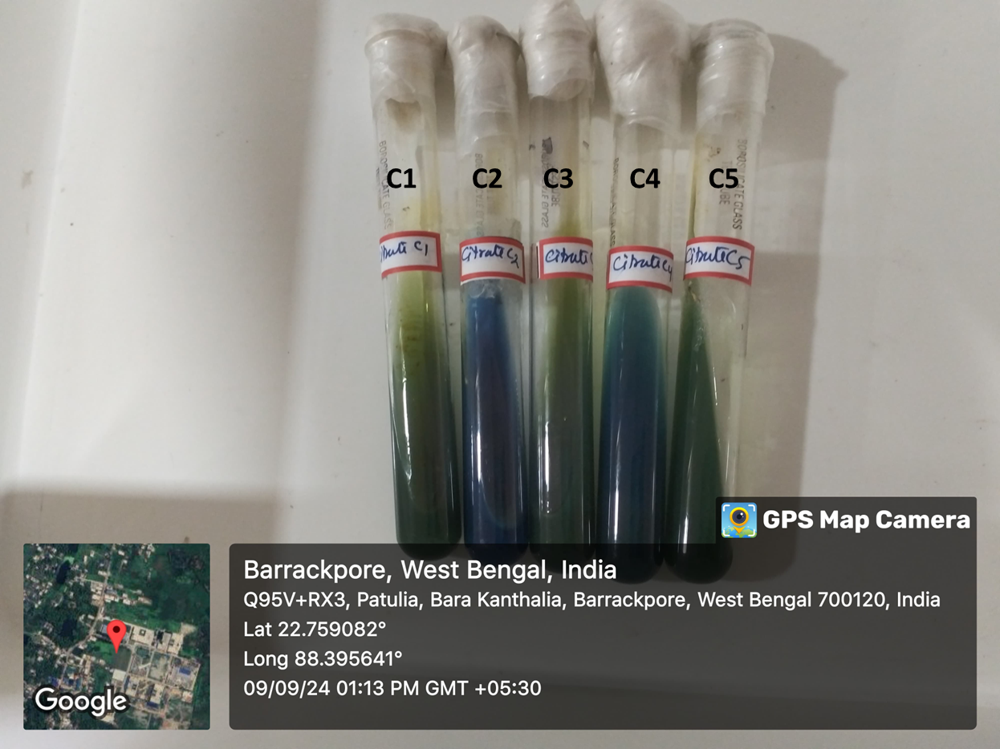 C1 C2 C3 C4 C5
Citrate C2
Citrate
Citrate C4
Citrate C5
BOROSILICATE GLASS
GPS Map Camera
Barrackpore, West Bengal, India
Q95V+RX3, Patulia, Bara Kanthalia, Barrackpore, West Bengal 700120, India
Lat 22.759082°
Long 88.395641°
09/09/24 01:13 PM GMT +05:30
Google